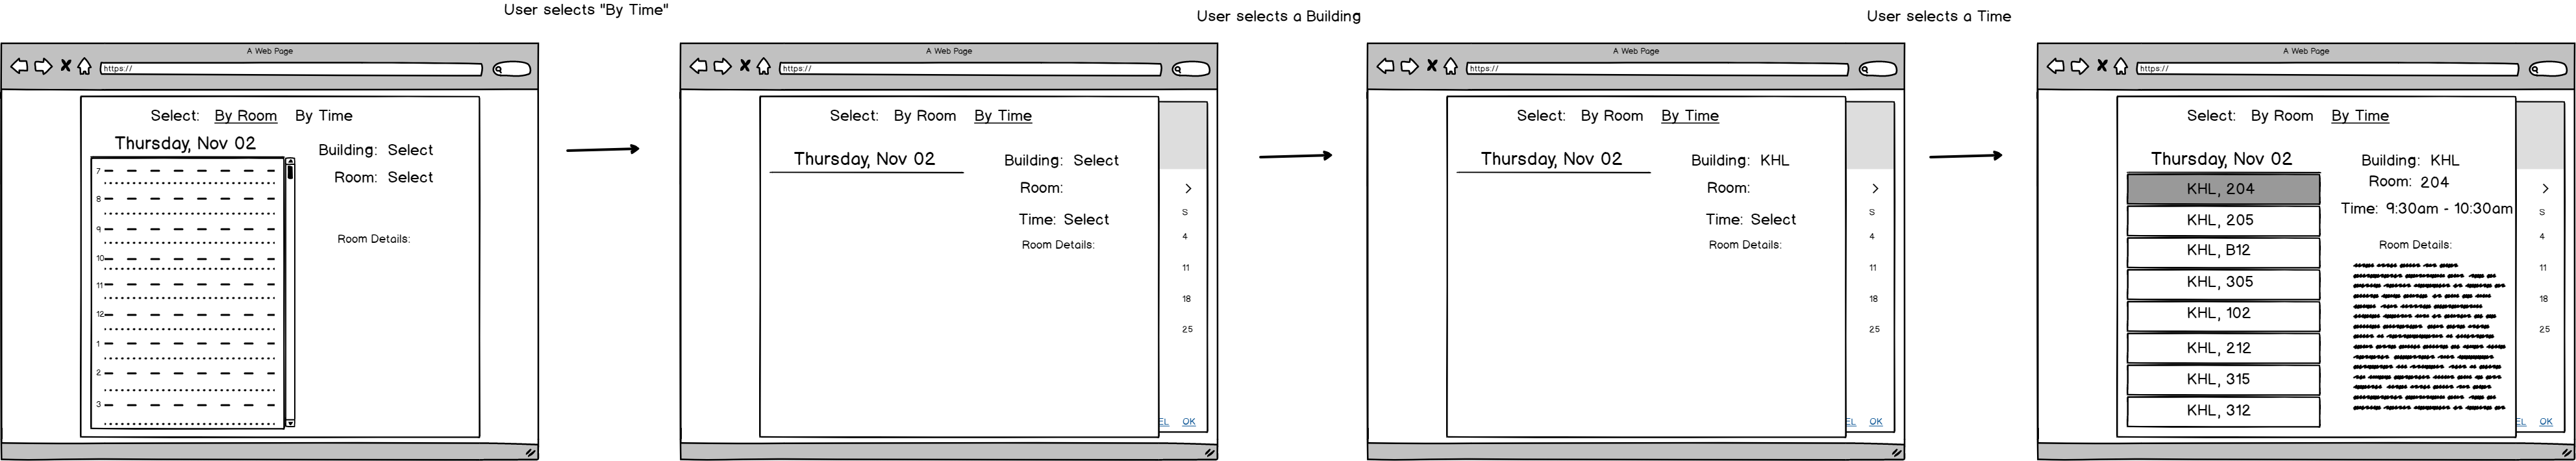 User selects "By Time"
User selects a Building
User selects a Time
A Web Page
https://
Select: By Room By Time
Thursday, Nov 02
Building: Select
Room: Select
Room Details:
7
8
9
10
11
12
1
2
3
A Web Page
https://
Select: By Room By Time
Thursday, Nov 02
Building: Select
Room:
Time: Select
Room Details:
>
S
4
11
18
25
EL OK
A Web Page
https://
Select: By Room By Time
Thursday, Nov 02
Building: KHL
Room:
Time: Select
Room Details:
>
S
4
11
18
25
EL OK
A Web Page
https://
Select: By Room By Time
Thursday, Nov 02
KHL, 204
KHL, 205
KHL, B12
KHL, 305
KHL, 102
KHL, 212
KHL, 315
KHL, 312
Building: KHL
Room: 204
Time: 9:30am - 10:30am
Room Details:
>
S
4
11
18
25
EL OK